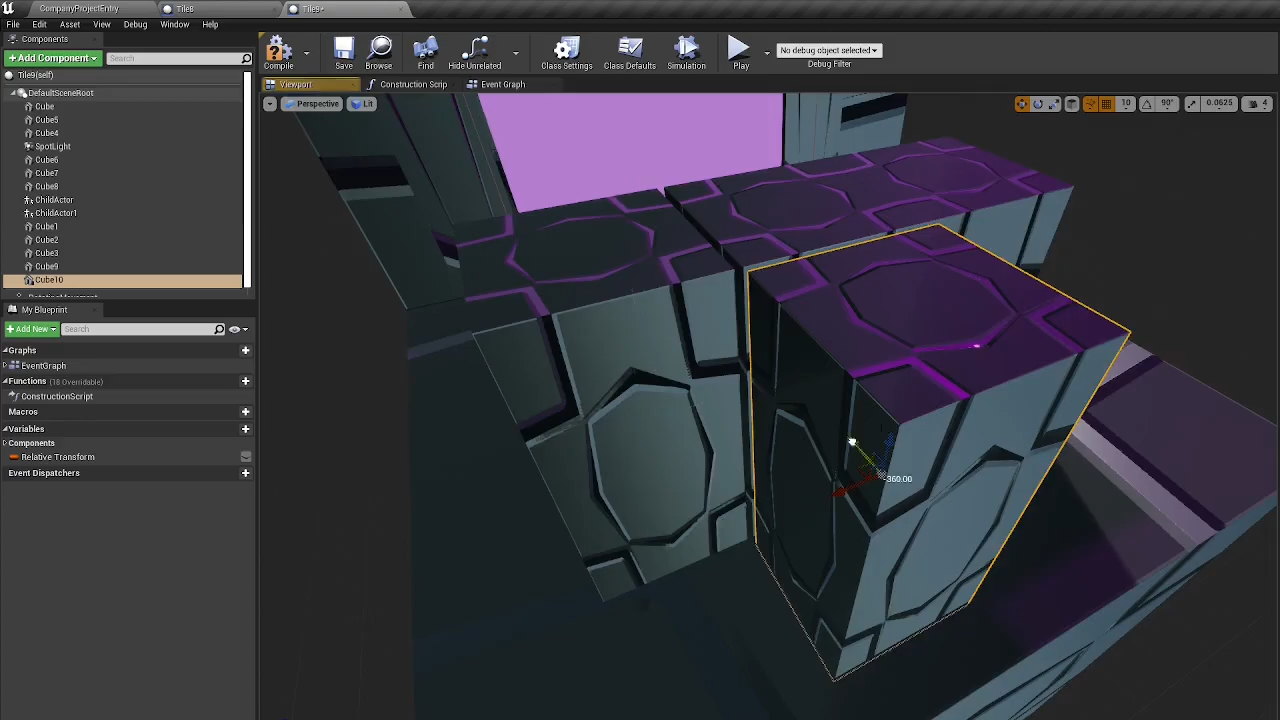 CompanyProjectEntry
Tile8
Tile9*
File Edit Asset View Debug Window Help
Components
+Add Component
Search
Tile9(self)
DefaultSceneRoot
Cube
Cube5
Cube4
SpotLight
Cube6
Cube7
Cube8
ChildActor
ChildActor1
Cube1
Cube2
Cube3
Cube9
Cube10
RotatingMovement
My Blueprint
+Add New
Search
Graphs
EventGraph
Functions (18 Overridable)
ConstructionScript
Macros
Variables
Components
Relative Transform
Event Dispatchers
Compile
Save
Browse
Find
Hide Unrelated
Class Settings
Class Defaults
Simulation
Play
No debug object selected
Debug Filter
Viewport
Construction Scrip
Event Graph
Perspective
Lit
10
90°
0.0625
4
360.00